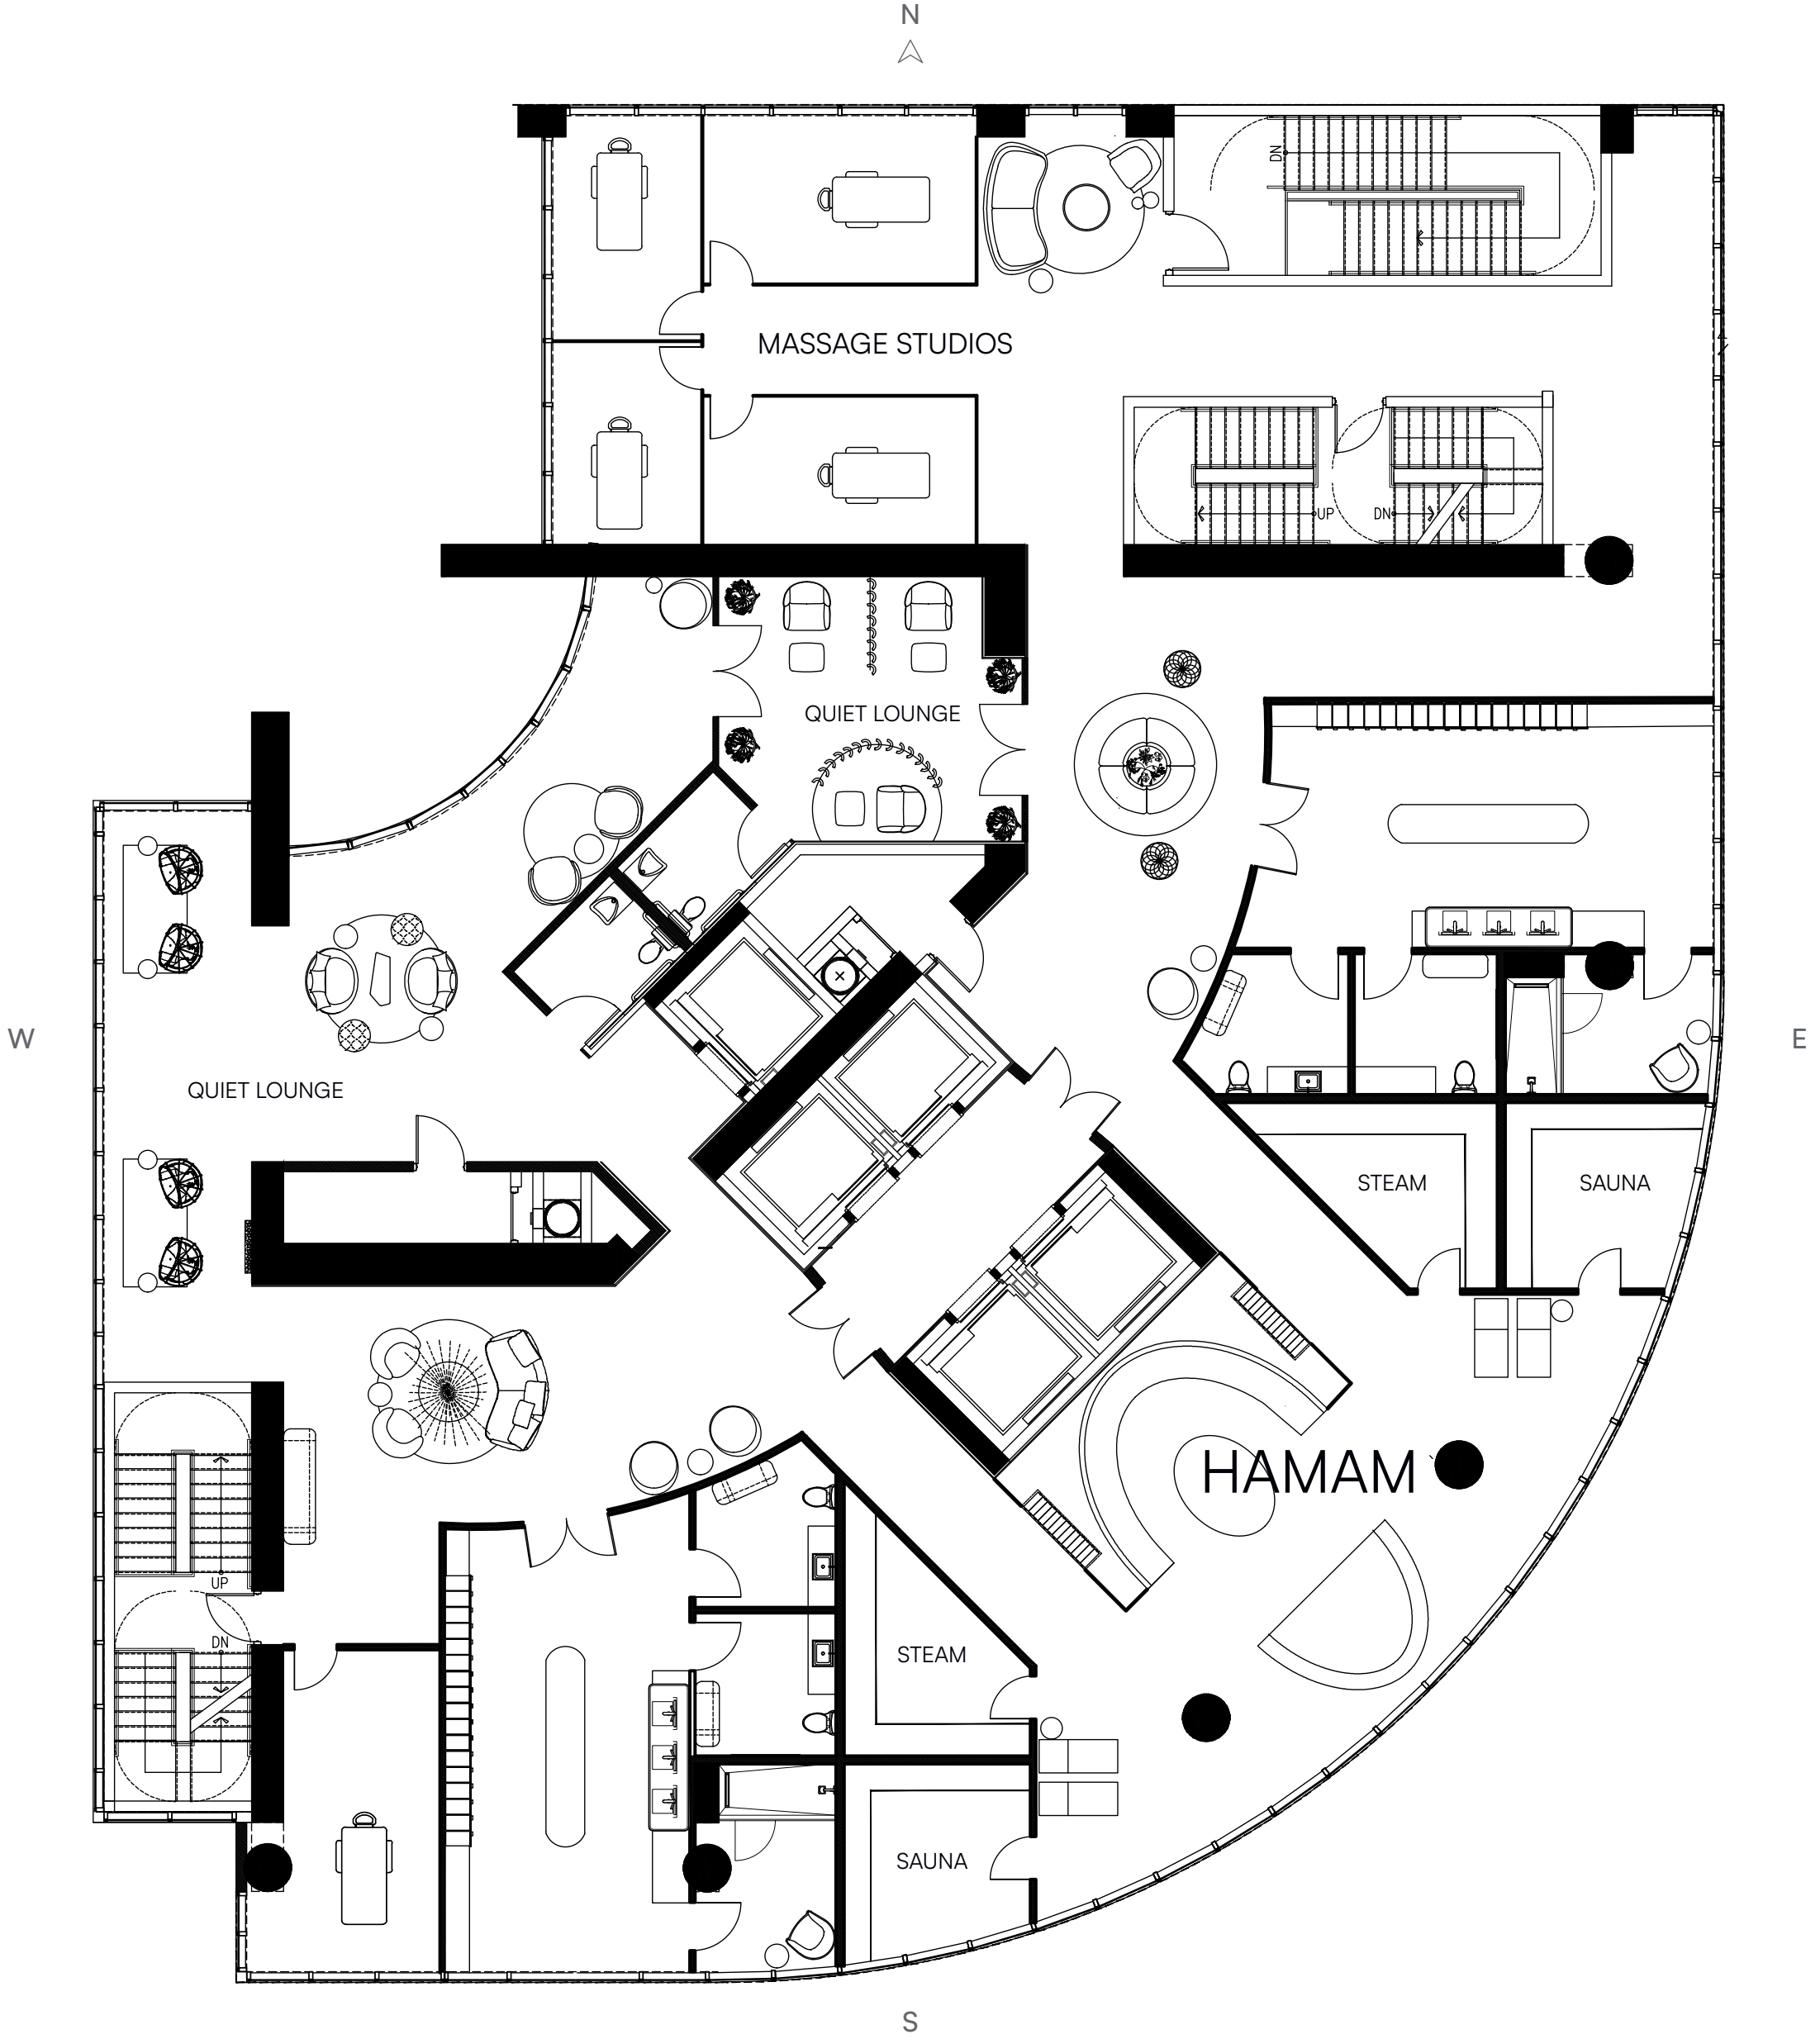 N
DN
MASSAGE STUDIOS
UP
DN
QUIET LOUNGE
W
E
QUIET LOUNGE
STEAM
SAUNA
HAMAM
UP
DN
STEAM
SAUNA
S